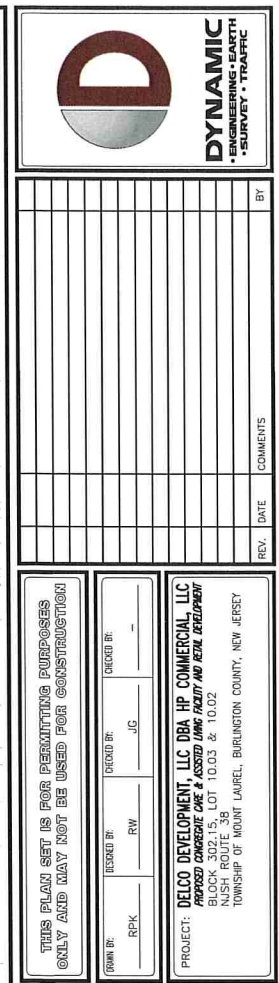 D
DYNAMIC
• ENGINEERING • EARTH
• SURVEY • TRAFFIC
REV. DATE COMMENTS BY
THIS PLAN SET IS FOR PERMITTING PURPOSES
ONLY AND MAY NOT BE USED FOR CONSTRUCTION
DRAWN BY: DESIGNED BY: CHECKED BY: CHECKED BY:
RPK RW JG –
PROJECT: DELCO DEVELOPMENT, LLC DBA HP COMMERCIAL, LLC
PROPOSED CONGREGATE CARE & ASSISTED LIVING FACILITY AND RETAIL DEVELOPMENT
BLOCK 302.15, LOT 10.03 & 10.02
NJSH ROUTE 38
TOWNSHIP OF MOUNT LAUREL, BURLINGTON COUNTY, NEW JERSEY